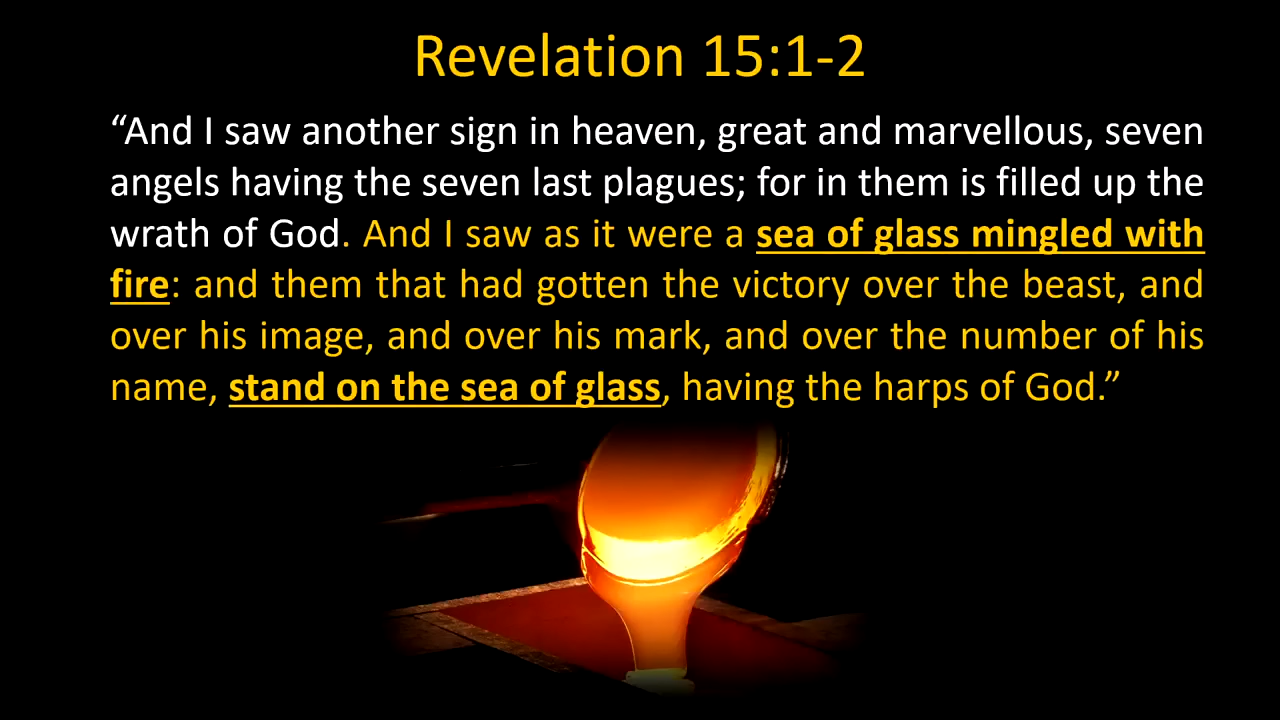 Revelation 15:1-2
“And I saw another sign in heaven, great and marvellous, seven
angels having the seven last plagues; for in them is filled up the
wrath of God. And I saw as it were a sea of glass mingled with
fire: and them that had gotten the victory over the beast, and
over his image, and over his mark, and over the number of his
name, stand on the sea of glass, having the harps of God.”